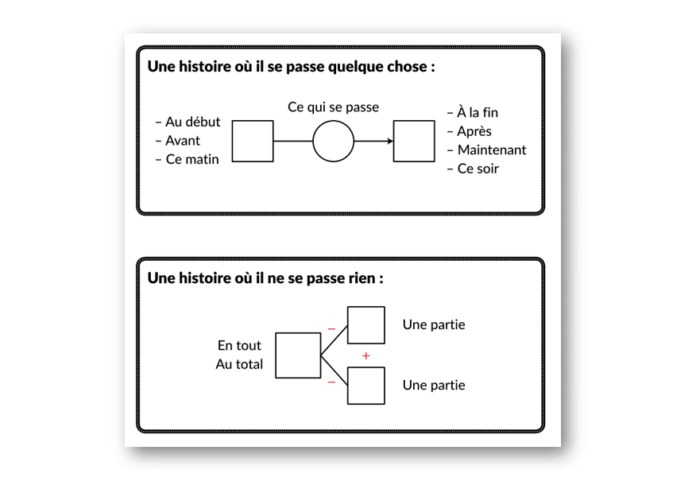 Une histoire où il se passe quelque chose :
Ce qui se passe
– Au début
– Avant
– Ce matin
– À la fin
– Après
– Maintenant
– Ce soir
Une histoire où il ne se passe rien :
En tout
Au total
–
+
–
Une partie
Une partie